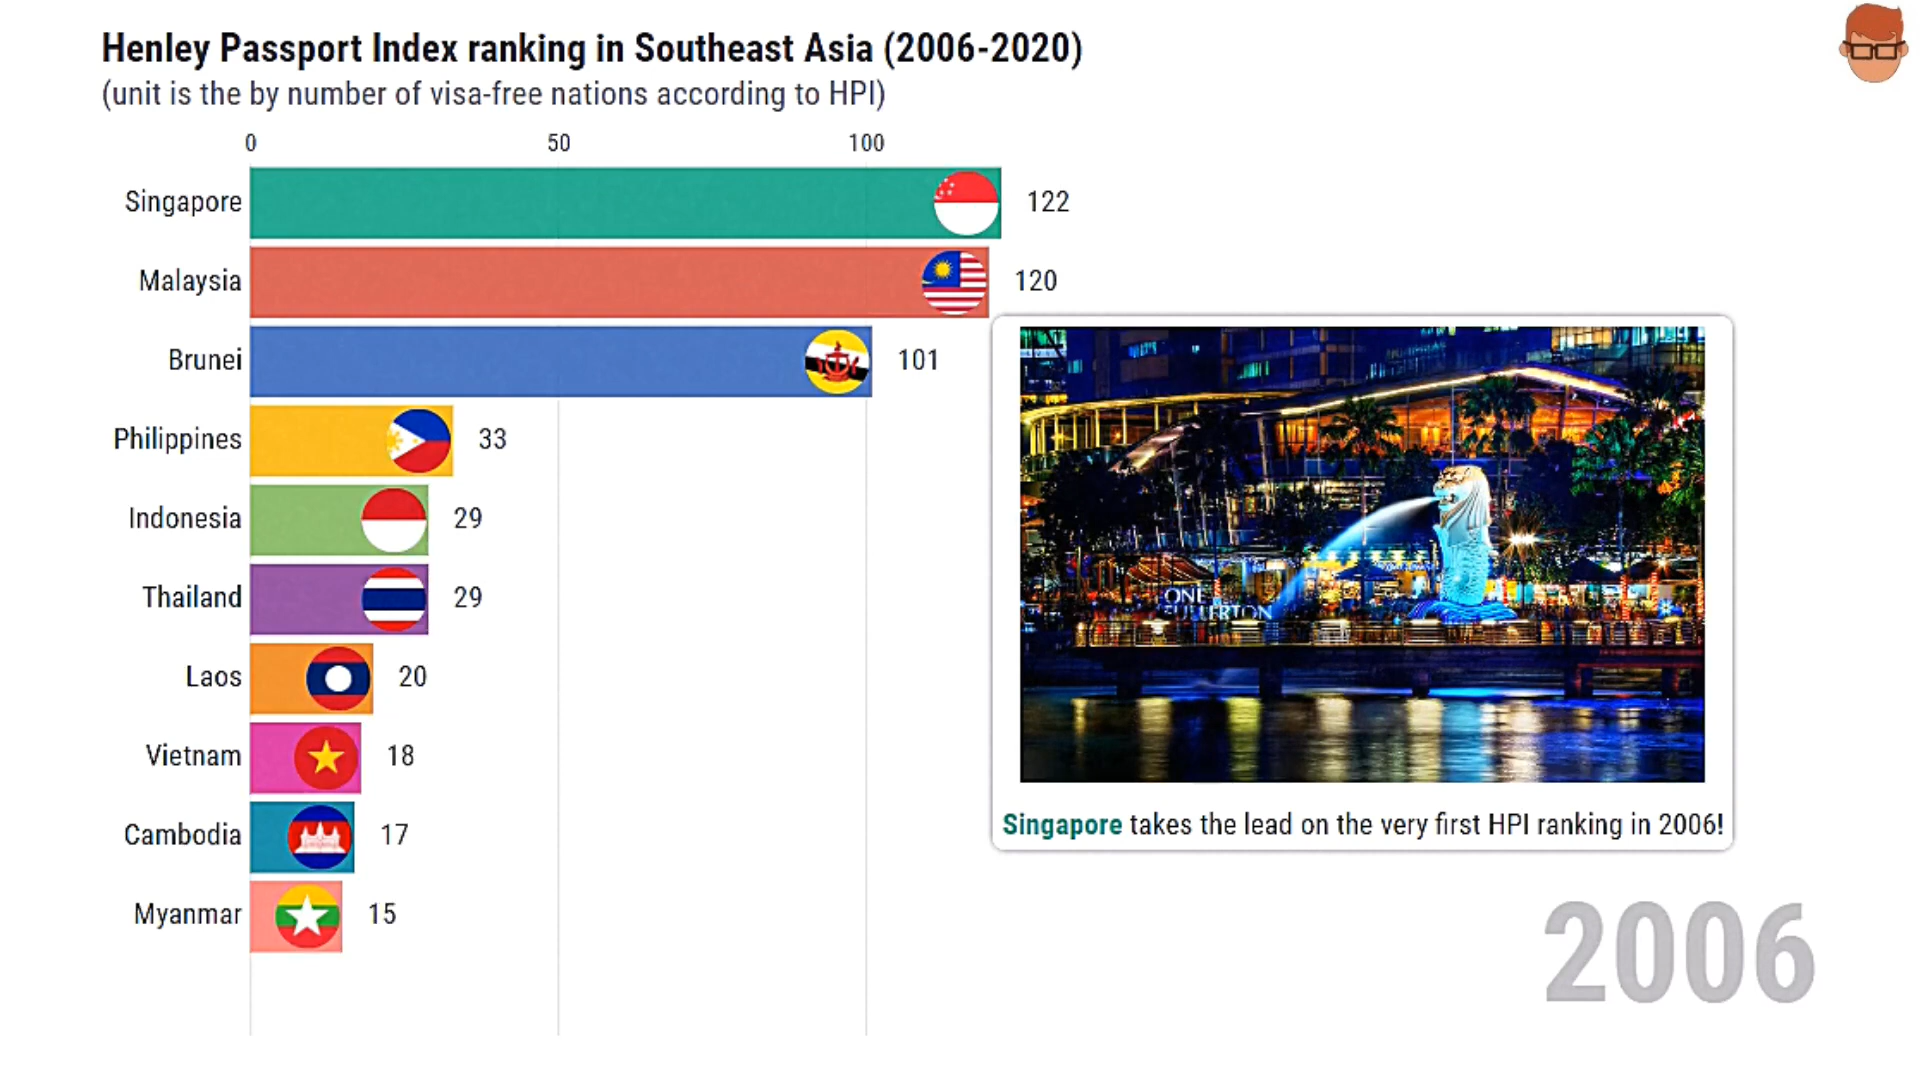 Henley Passport Index ranking in Southeast Asia (2006-2020)
(unit is the by number of visa-free nations according to HPI)
0 50 100
Singapore 122
Malaysia 120
Brunei 101
Philippines 33
Indonesia 29
Thailand 29
Laos 20
Vietnam 18
Cambodia 17
Myanmar 15
ONE
FULLERTON
Singapore takes the lead on the very first HPI ranking in 2006!
2006